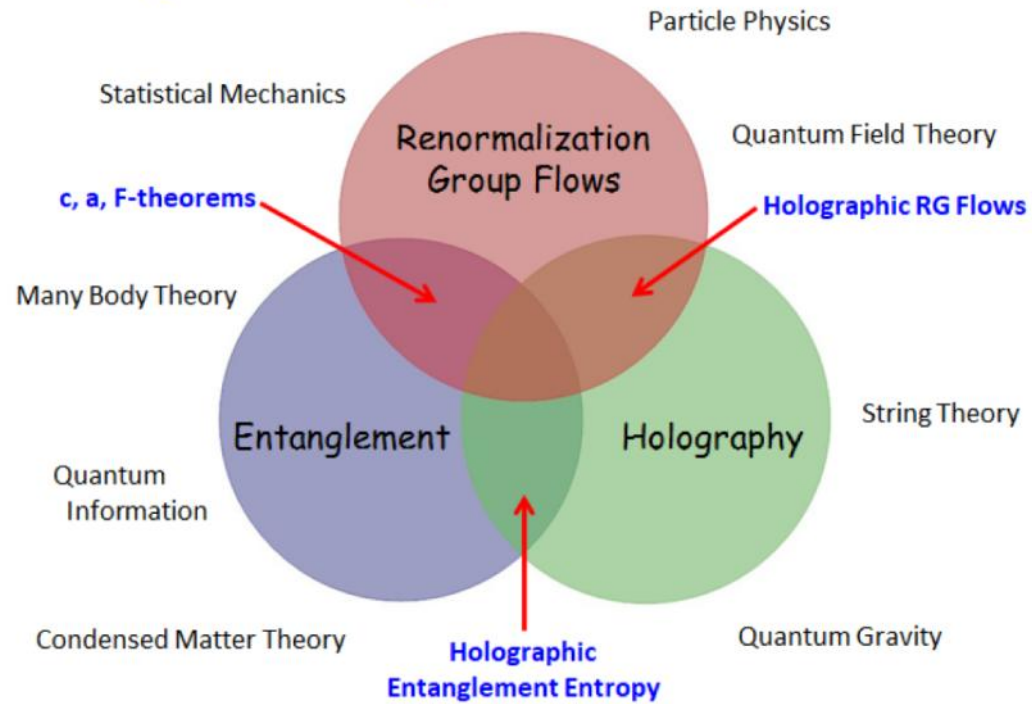 Particle Physics
Statistical Mechanics
Renormalization
Group Flows
Quantum Field Theory
c, a, F-theorems
Holographic RG Flows
Many Body Theory
Entanglement
Holography
String Theory
Quantum
Information
Condensed Matter Theory
Holographic
Entanglement Entropy
Quantum Gravity